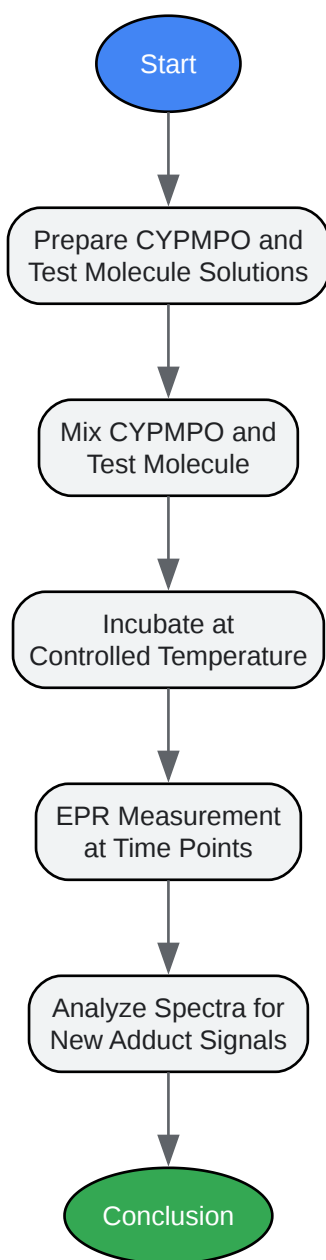 Start
Prepare CYPMPO and
Test Molecule Solutions
Mix CYPMPO and
Test Molecule
Incubate at
Controlled Temperature
EPR Measurement
at Time Points
Analyze Spectra for
New Adduct Signals
Conclusion